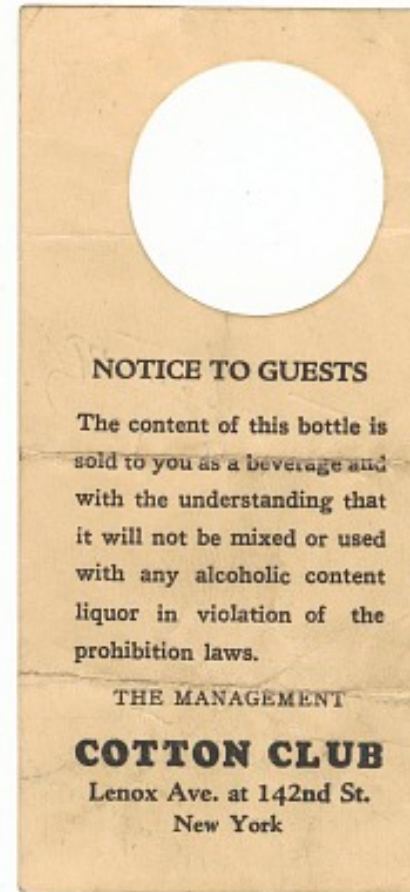 NOTICE TO GUESTS
The content of this bottle is
sold to you as a beverage and
with the understanding that
it will not be mixed or used
with any alcoholic content
liquor in violation of the
prohibition laws.
THE MANAGEMENT
COTTON CLUB
Lenox Ave. at 142nd St.
New York